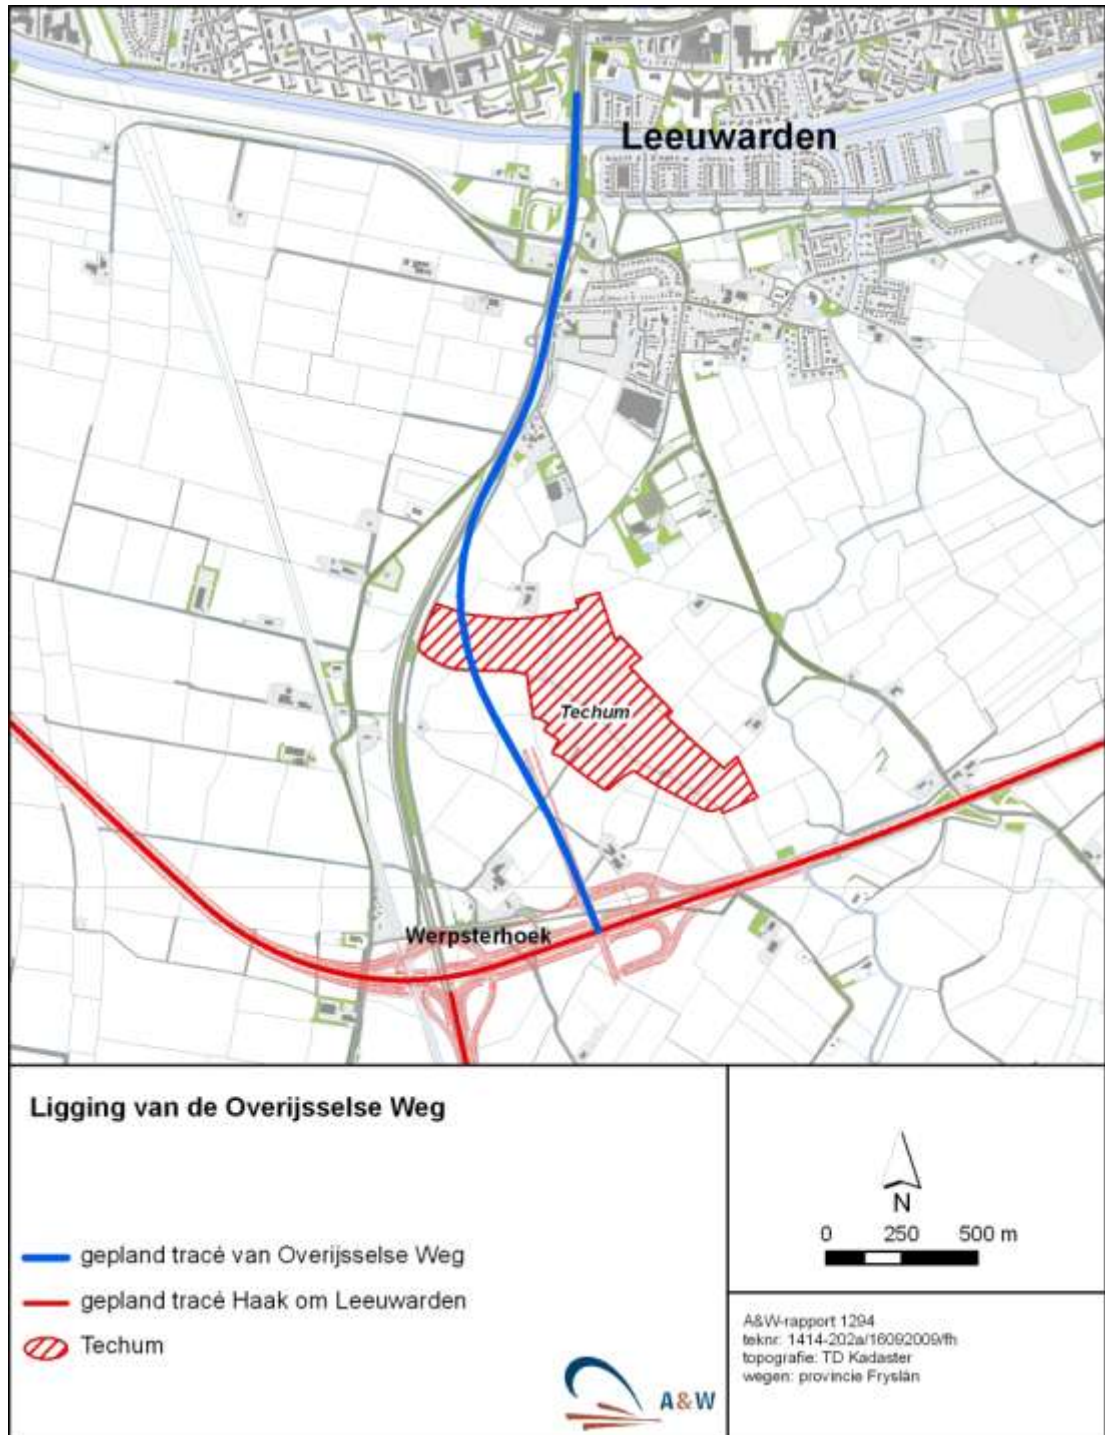 Leeuwarden
Techum
Werpsterhoek
Ligging van de Overijsselse Weg
gepland tracé van Overijsselse Weg
gepland tracé Haak om Leeuwarden
Techum
A&W
N
0 250 500 m
A&W-rapport 1294
teknr: 1414-202a/16092009/fh
topografie: TD Kadaster
wegen: provincie Fryslân